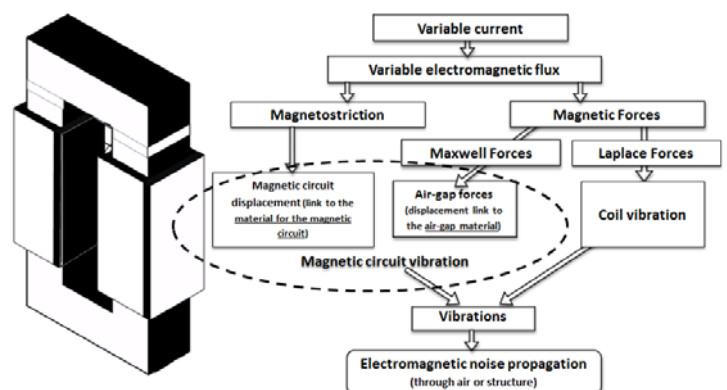 Variable current
Variable electromagnetic flux
Magnetostriction
Magnetic Forces
Maxwell Forces
Laplace Forces
Magnetic circuit
displacement (link to the
material for the magnetic
circuit)
Air-gap forces
(displacement link to
the air-gap material)
Coil vibration
Magnetic circuit vibration
Vibrations
Electromagnetic noise propagation
(through air or structure)